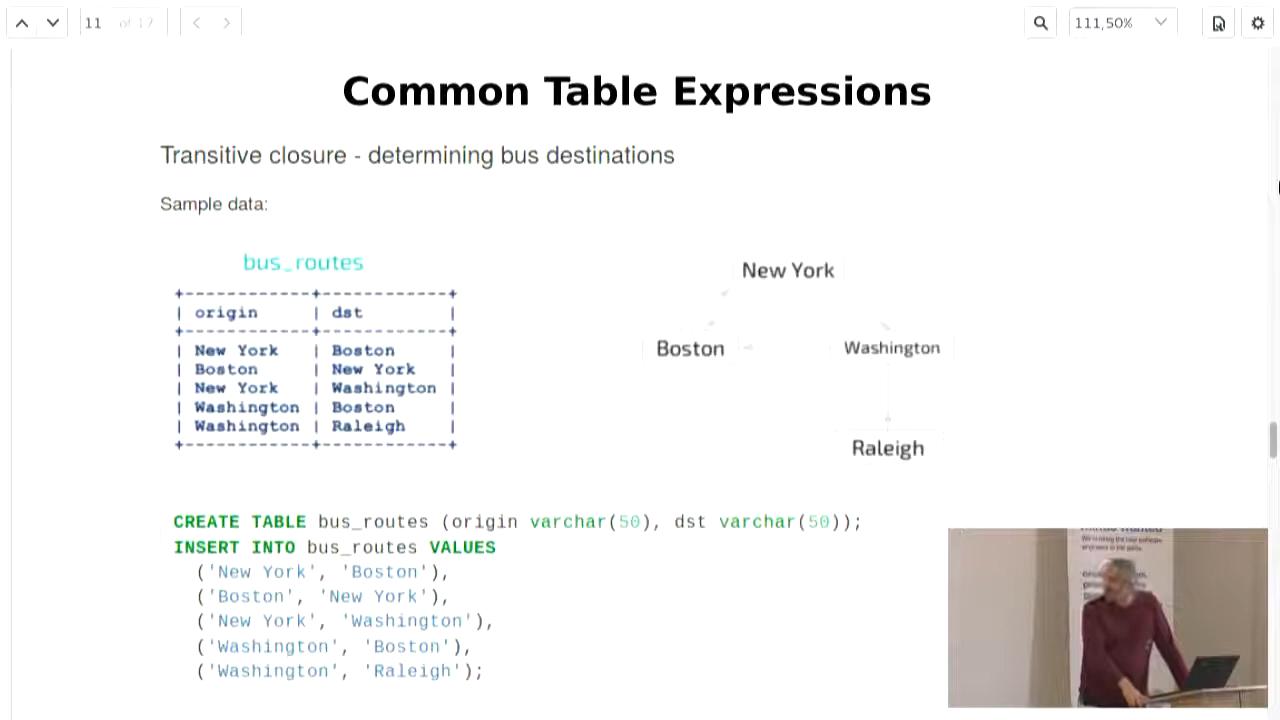 11 of 17
111,50%
Common Table Expressions
Transitive closure - determining bus destinations
Sample data:
bus_routes
+------------+------------+
| origin | dst |
+------------+------------+
| New York | Boston |
| Boston | New York |
| New York | Washington |
| Washington | Boston |
| Washington | Raleigh |
+------------+------------+
New York
Boston
Washington
Raleigh
CREATE TABLE bus_routes (origin varchar(50), dst varchar(50));
INSERT INTO bus_routes VALUES
('New York', 'Boston'),
('Boston', 'New York'),
('New York', 'Washington'),
('Washington', 'Boston'),
('Washington', 'Raleigh');